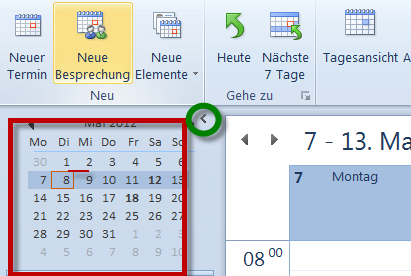 Neuer Termin
Neue Besprechung
Neue Elemente
Heute
Nächste 7 Tage
Tagesansicht A
Neu
Gehe zu
Mai 2012
Mo Di Mi Do Fr Sa So
30 1 2 3 4 5 6
7 8 9 10 11 12 13
14 15 16 17 18 19 20
21 22 23 24 25 26 27
28 29 30 31 1 2 3
4 5 6 7 8 9 10
7 - 13. Ma
7 Montag
08 00